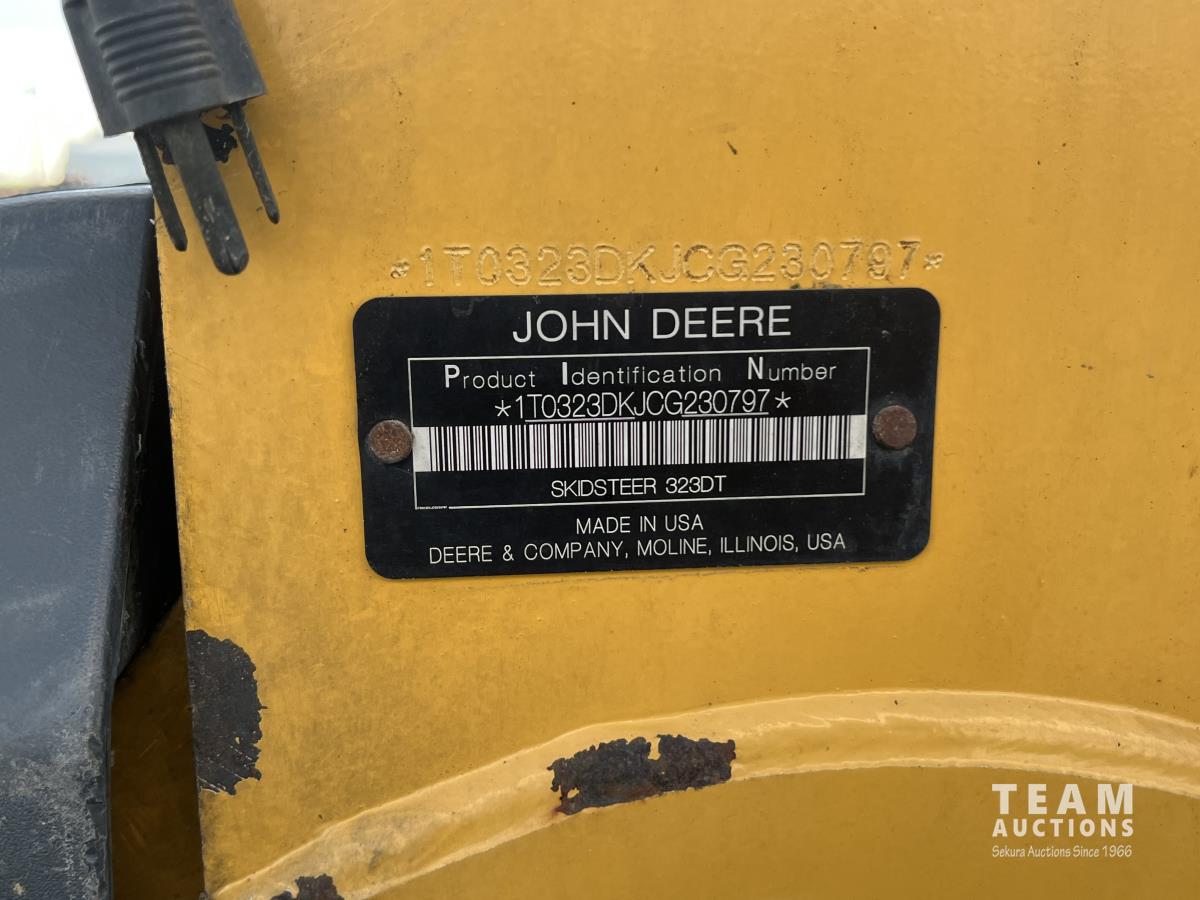 *1T0323DKJCG230797*
JOHN DEERE
Product Identification Number
*1T0323DKJCG230797*
SKIDSTEER 323DT
MADE IN USA
DEERE & COMPANY, MOLINE, ILLINOIS, USA
TEAM
AUCTIONS
Sekura Auctions Since 1966